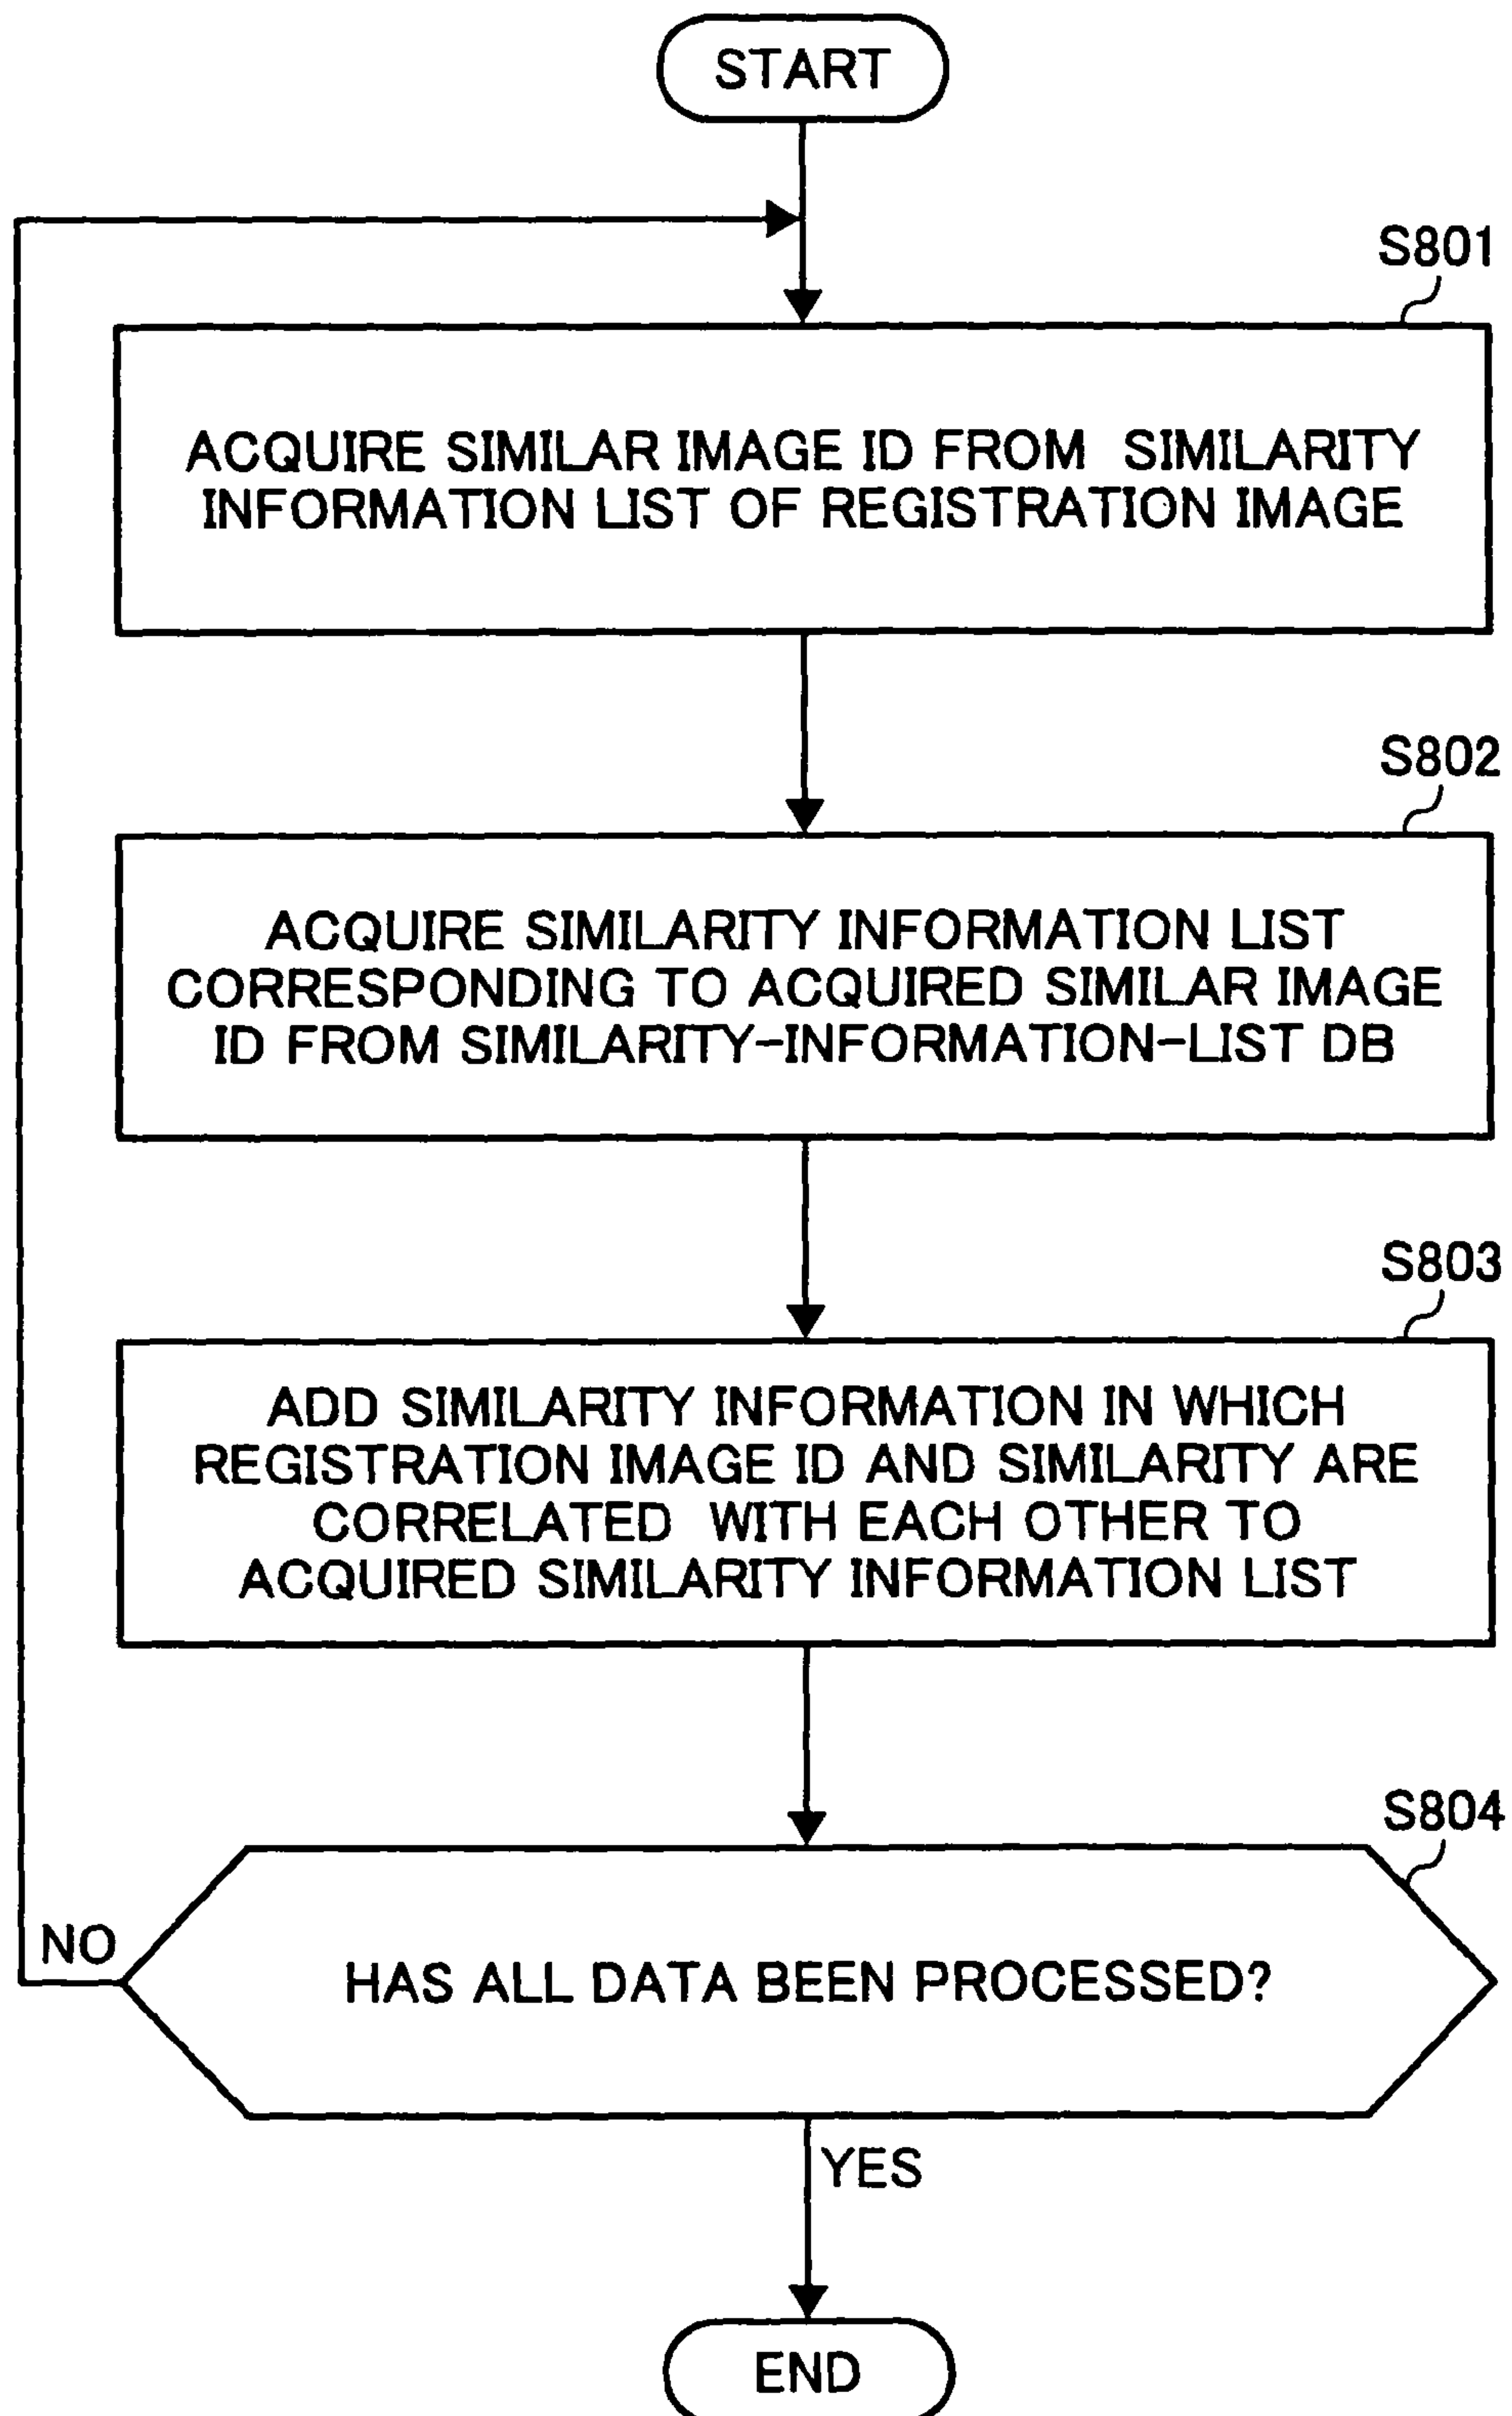 START
S801
ACQUIRE SIMILAR IMAGE ID FROM SIMILARITY
INFORMATION LIST OF REGISTRATION IMAGE
S802
ACQUIRE SIMILARITY INFORMATION LIST
CORRESPONDING TO ACQUIRED SIMILAR IMAGE
ID FROM SIMILARITY-INFORMATION-LIST DB
S803
ADD SIMILARITY INFORMATION IN WHICH
REGISTRATION IMAGE ID AND SIMILARITY ARE
CORRELATED WITH EACH OTHER TO
ACQUIRED SIMILARITY INFORMATION LIST
S804
NO
HAS ALL DATA BEEN PROCESSED?
YES
END